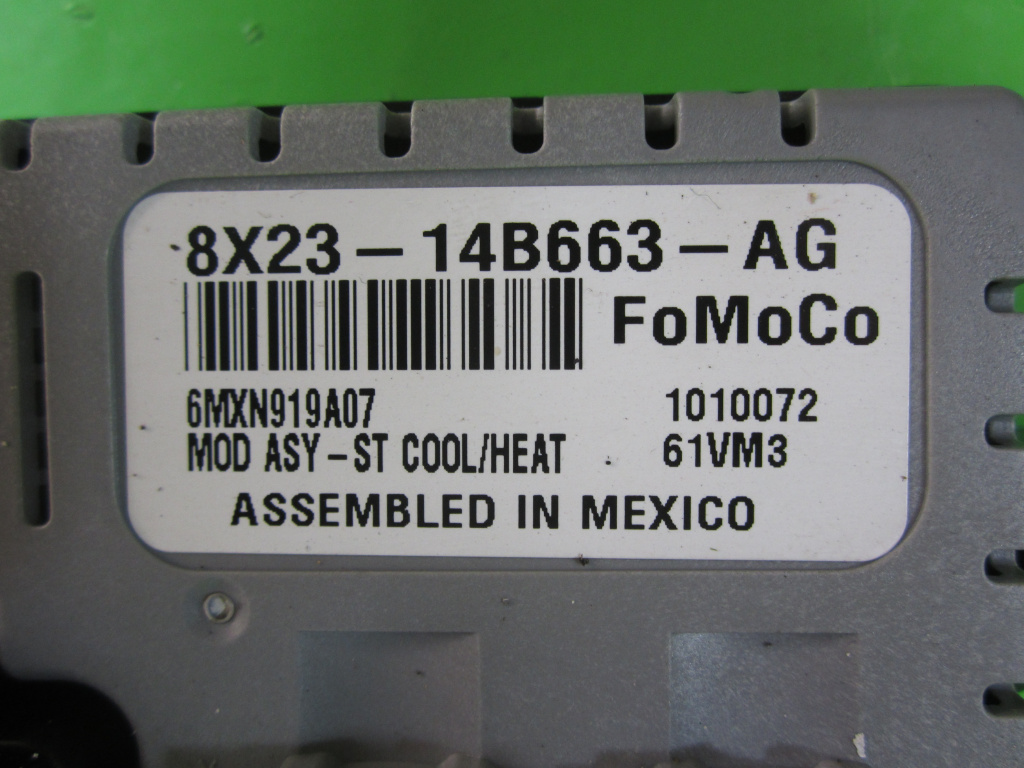 8X23-14B663-AG
FoMoCo
6MXN919A07 1010072
MOD ASY-ST COOL/HEAT 61VM3
ASSEMBLED IN MEXICO